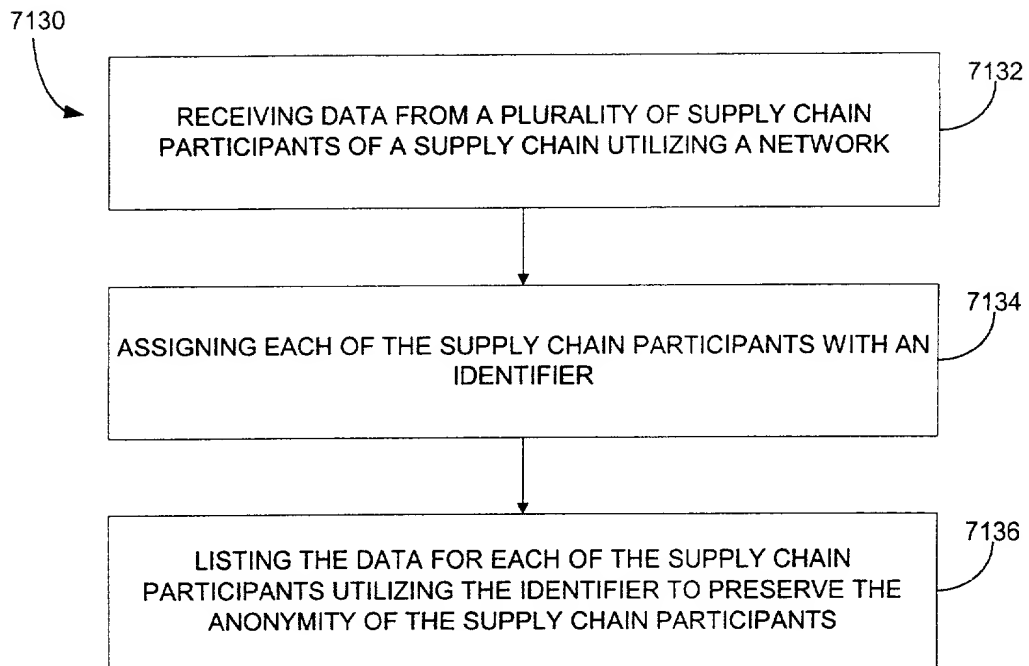 7130
7132
RECEIVING DATA FROM A PLURALITY OF SUPPLY CHAIN
PARTICIPANTS OF A SUPPLY CHAIN UTILIZING A NETWORK
7134
ASSIGNING EACH OF THE SUPPLY CHAIN PARTICIPANTS WITH AN
IDENTIFIER
7136
LISTING THE DATA FOR EACH OF THE SUPPLY CHAIN
PARTICIPANTS UTILIZING THE IDENTIFIER TO PRESERVE THE
ANONYMITY OF THE SUPPLY CHAIN PARTICIPANTS